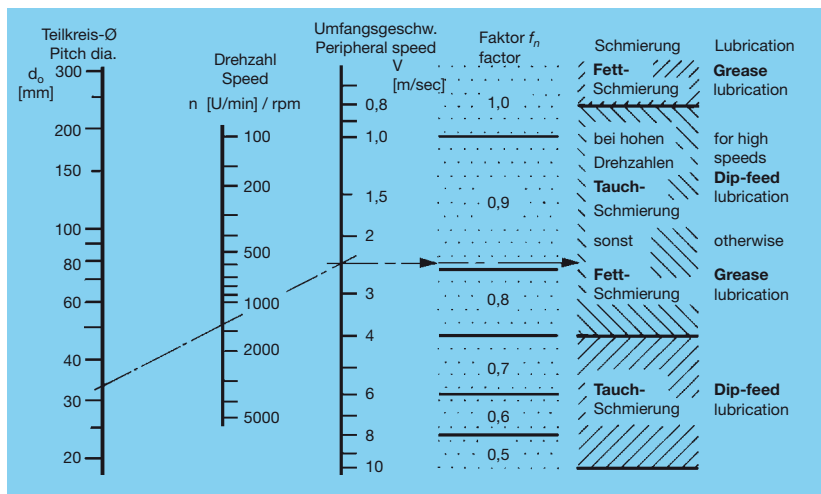 Teilkreis-Ø
Pitch dia.
do
[mm]
300
200
150
100
80
60
40
30
20
Drehzahl
Speed
n [U/min] / rpm
100
200
500
1000
2000
5000
Umfangsgeschw.
Peripheral speed
V
[m/sec]
0,8
1,0
1,5
2
3
4
6
8
10
Faktor fn
factor
1,0
0,9
0,8
0,7
0,6
0,5
Schmierung
Fett-
Schmierung
bei hohen
Drehzahlen
Tauch-
Schmierung
sonst
Fett-
Schmierung
Tauch-
Schmierung
Lubrication
Grease
lubrication
for high
speeds
Dip-feed
lubrication
otherwise
Grease
lubrication
Dip-feed
lubrication